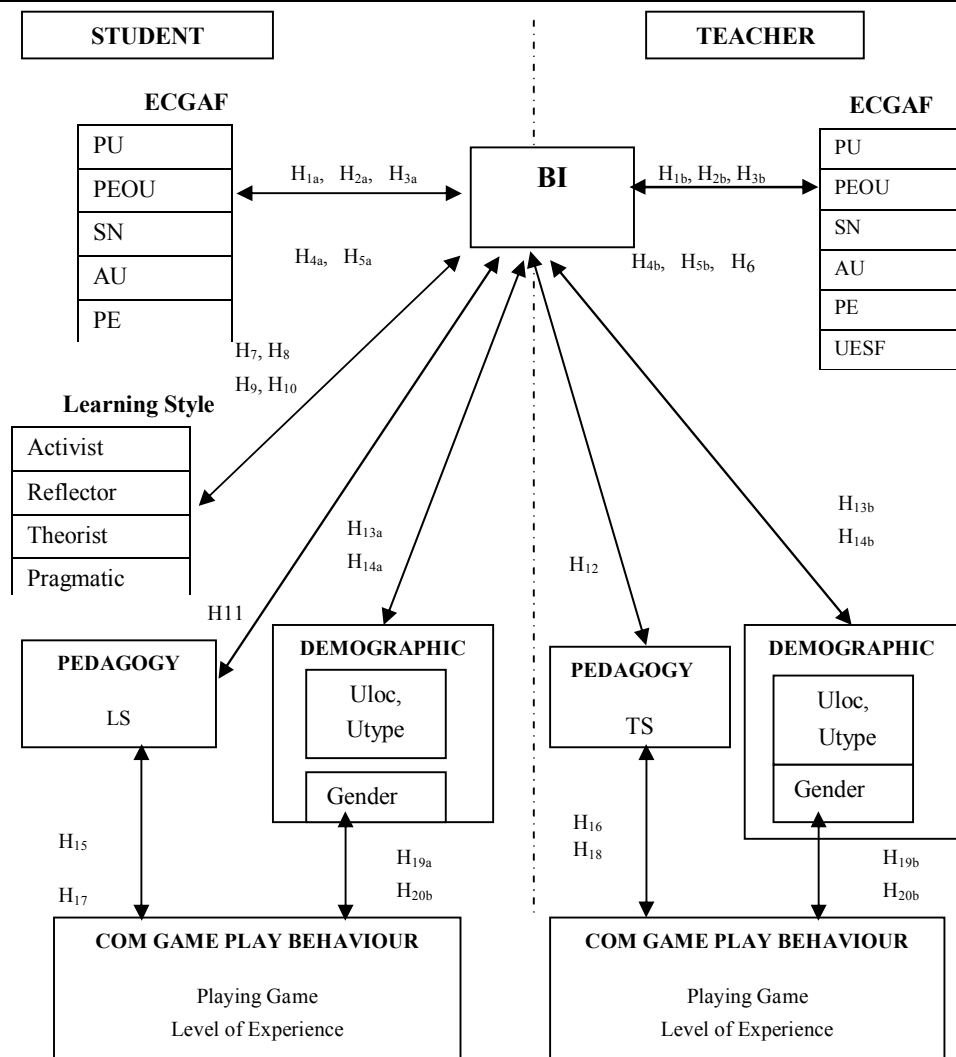 STUDENT
TEACHER
ECGAF
ECGAF
PU
PEOU
SN
AU
PE
H1a, H2a, H3a
BI
H1b, H2b, H3b
PU
PEOU
SN
AU
PE
UESF
H4a, H5a
H4b, H5b, H6
H7, H8
H9, H10
Learning Style
Activist
Reflector
Theorist
Pragmatic
H13a
H14a
H12
H13b
H14b
H11
PEDAGOGY
LS
DEMOGRAPHIC
Uloc,
Utype
Gender
PEDAGOGY
TS
DEMOGRAPHIC
Uloc,
Utype
Gender
H15
H17
H19a
H20b
H16
H18
H19b
H20b
COM GAME PLAY BEHAVIOUR
Playing Game
Level of Experience
COM GAME PLAY BEHAVIOUR
Playing Game
Level of Experience